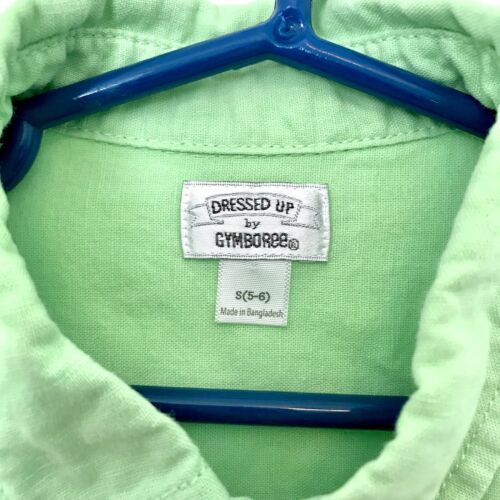 DRESSED UP
by
GYMBOREE®
S(5-6)
Made in Bangladesh